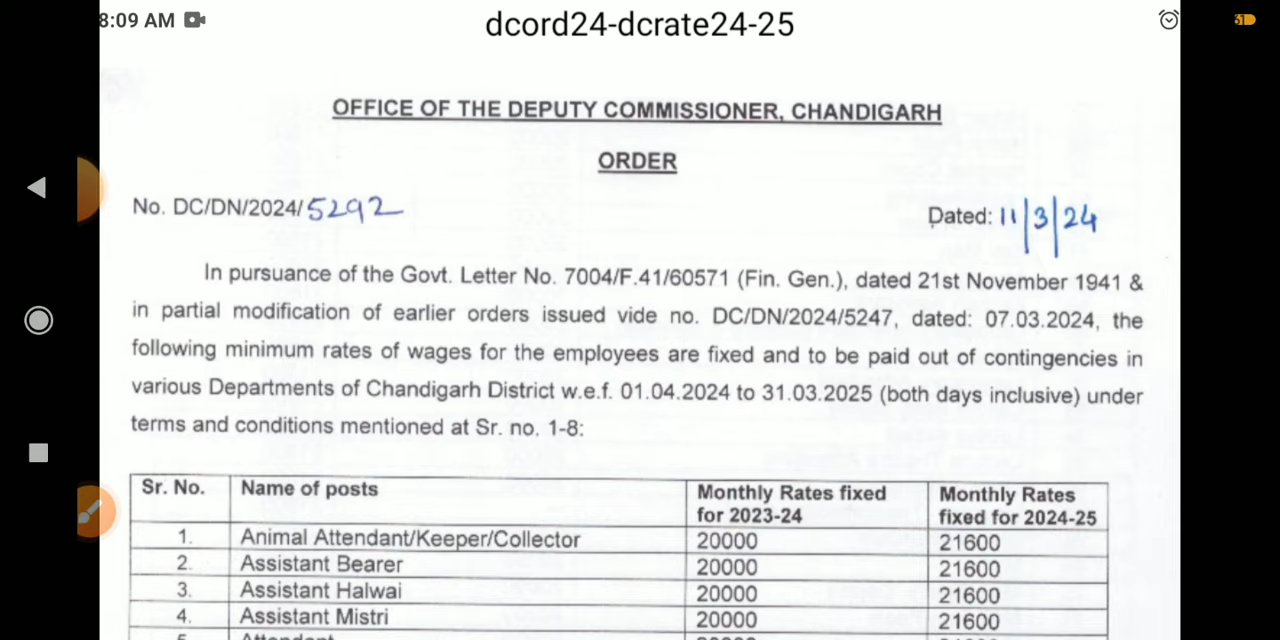 8:09 AM
dcord24-dcrate24-25
51
OFFICE OF THE DEPUTY COMMISSIONER, CHANDIGARH
ORDER
No. DC/DN/2024/5292 Dated: 11/3/24
In pursuance of the Govt. Letter No. 7004/F.41/60571 (Fin. Gen.), dated 21st November 1941 &
in partial modification of earlier orders issued vide no. DC/DN/2024/5247, dated: 07.03.2024, the
following minimum rates of wages for the employees are fixed and to be paid out of contingencies in
various Departments of Chandigarh District w.e.f. 01.04.2024 to 31.03.2025 (both days inclusive) under
terms and conditions mentioned at Sr. no. 1-8:
Sr. No. Name of posts Monthly Rates fixed for 2023-24 Monthly Rates fixed for 2024-25
1. Animal Attendant/Keeper/Collector 20000 21600
2. Assistant Bearer 20000 21600
3. Assistant Halwai 20000 21600
4. Assistant Mistri 20000 21600